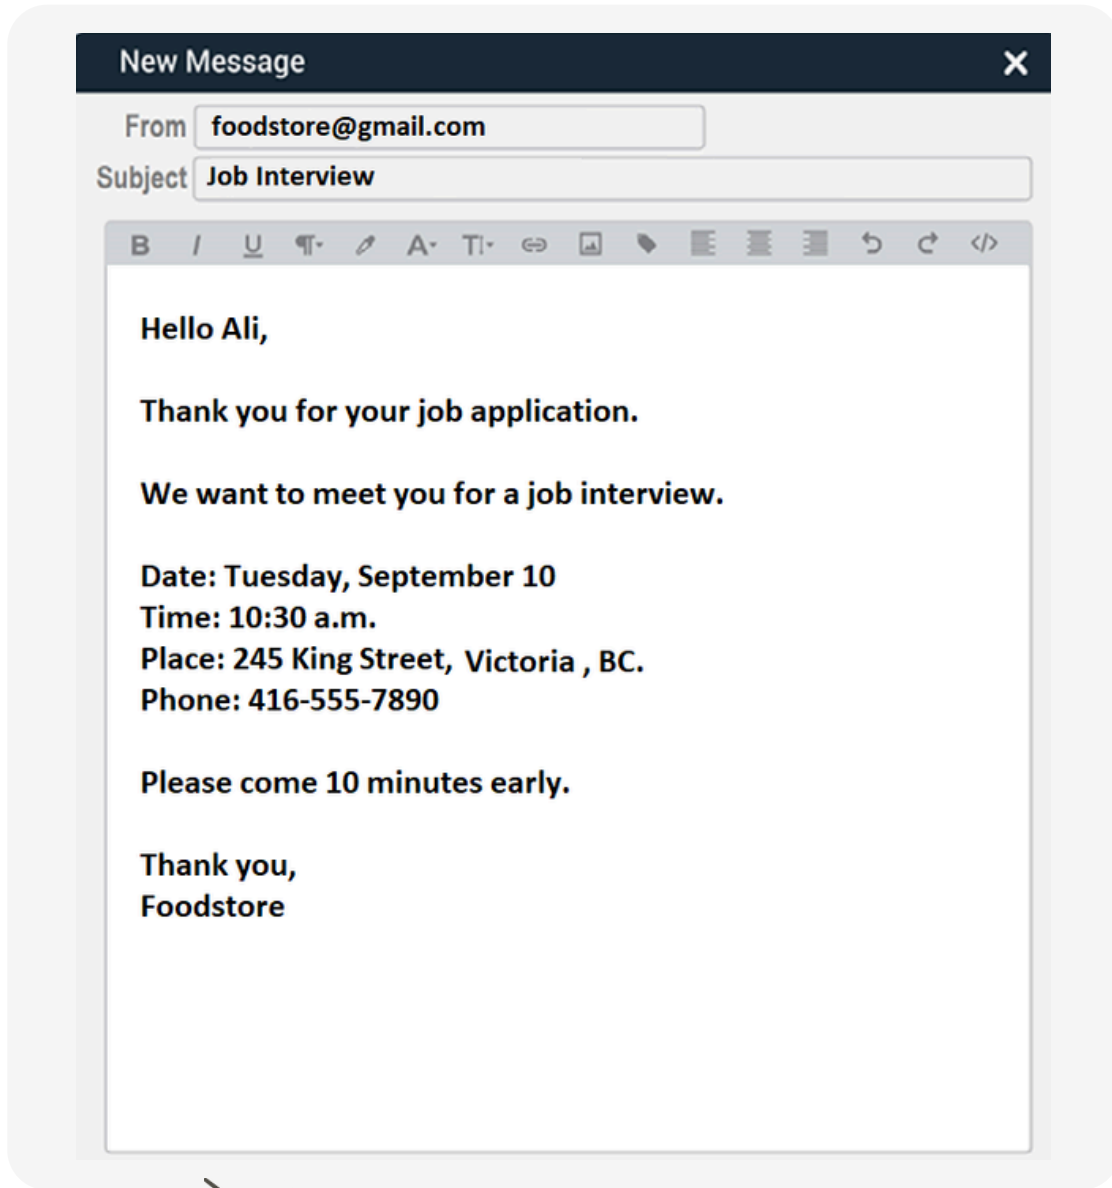 New Message
From foodstore@gmail.com
Subject Job Interview
Hello Ali,
Thank you for your job application.
We want to meet you for a job interview.
Date: Tuesday, September 10
Time: 10:30 a.m.
Place: 245 King Street, Victoria , BC.
Phone: 416-555-7890
Please come 10 minutes early.
Thank you,
Foodstore